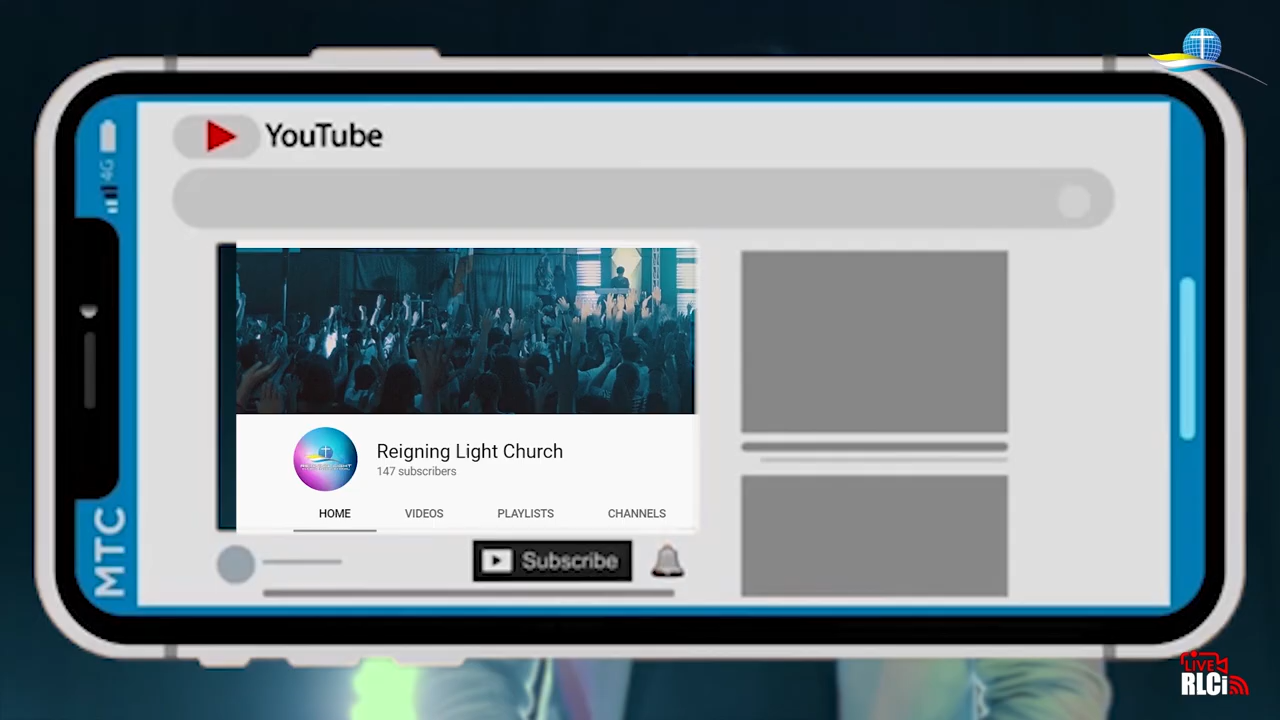 YouTube
4G
MTC
Reigning Light Church
147 subscribers
HOME VIDEOS PLAYLISTS CHANNELS
Subscribe
LIVE
RLCi